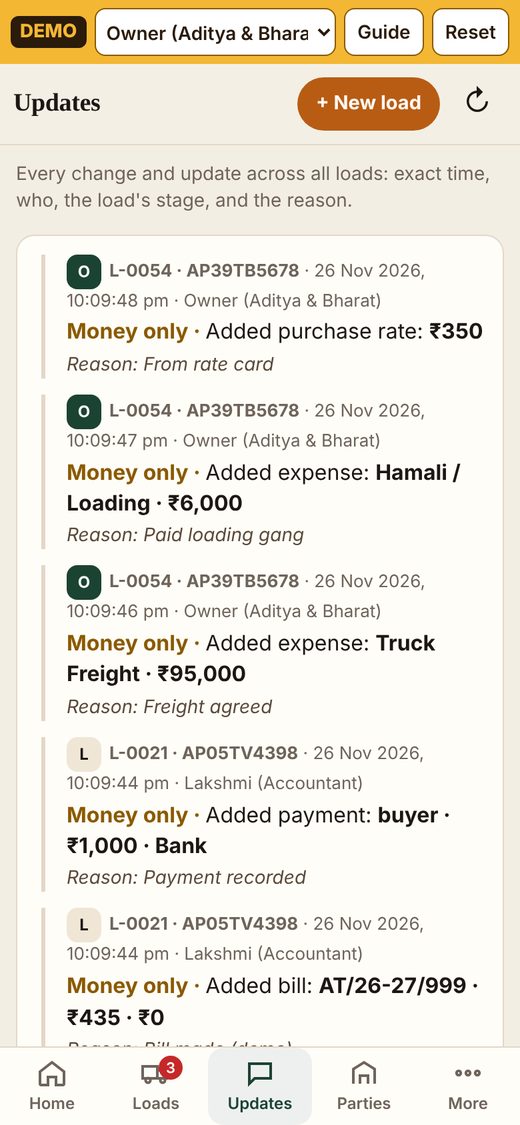 DEMO
Owner (Aditya & Bhara
Guide
Reset
Updates
+ New load
Every change and update across all loads: exact time,
who, the load's stage, and the reason.
O L-0054 · AP39TB5678 · 26 Nov 2026,
10:09:48 pm · Owner (Aditya & Bharat)
Money only · Added purchase rate: ₹350
Reason: From rate card
O L-0054 · AP39TB5678 · 26 Nov 2026,
10:09:47 pm · Owner (Aditya & Bharat)
Money only · Added expense: Hamali /
Loading · ₹6,000
Reason: Paid loading gang
O L-0054 · AP39TB5678 · 26 Nov 2026,
10:09:46 pm · Owner (Aditya & Bharat)
Money only · Added expense: Truck
Freight · ₹95,000
Reason: Freight agreed
L L-0021 · AP05TV4398 · 26 Nov 2026,
10:09:44 pm · Lakshmi (Accountant)
Money only · Added payment: buyer ·
₹1,000 · Bank
Reason: Payment recorded
L L-0021 · AP05TV4398 · 26 Nov 2026,
10:09:44 pm · Lakshmi (Accountant)
Money only · Added bill: AT/26-27/999 ·
₹435 · ₹0
Reason: Bill made (demo)
3
Home
Loads
Updates
Parties
More